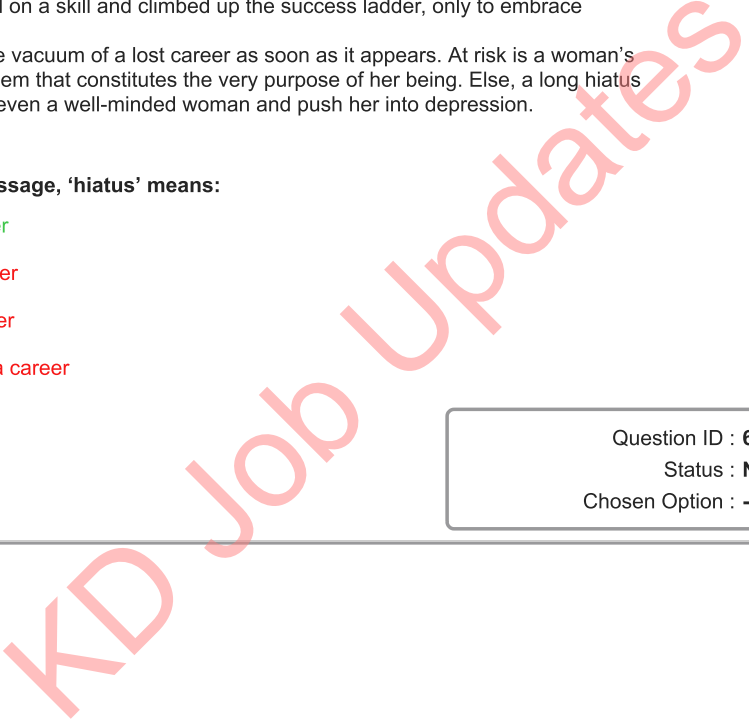 on a skill and climbed up the success ladder, only to embrace
vacuum of a lost career as soon as it appears. At risk is a woman’s
em that constitutes the very purpose of her being. Else, a long hiatus
even a well-minded woman and push her into depression.
ssage, ‘hiatus’ means:
er
er
er
a career
Question ID :
Status :
Chosen Option : -
KD Job Updates